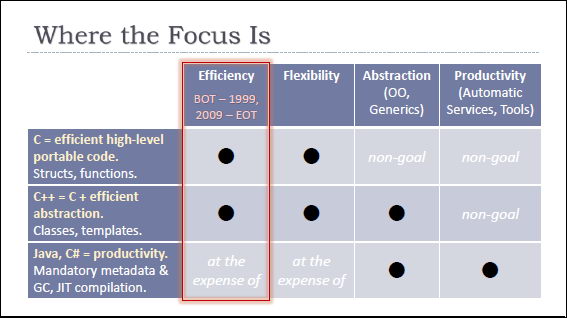 Where the Focus Is
Efficiency
BOT – 1999,
2009 – EOT
Flexibility
Abstraction
(OO,
Generics)
Productivity
(Automatic
Services, Tools)
C = efficient high-level
portable code.
Structs, functions.
●
●
non-goal
non-goal
C++ = C + efficient
abstraction.
Classes, templates.
●
●
●
non-goal
Java, C# = productivity.
Mandatory metadata &
GC, JIT compilation.
at the
expense of
at the
expense of
●
●